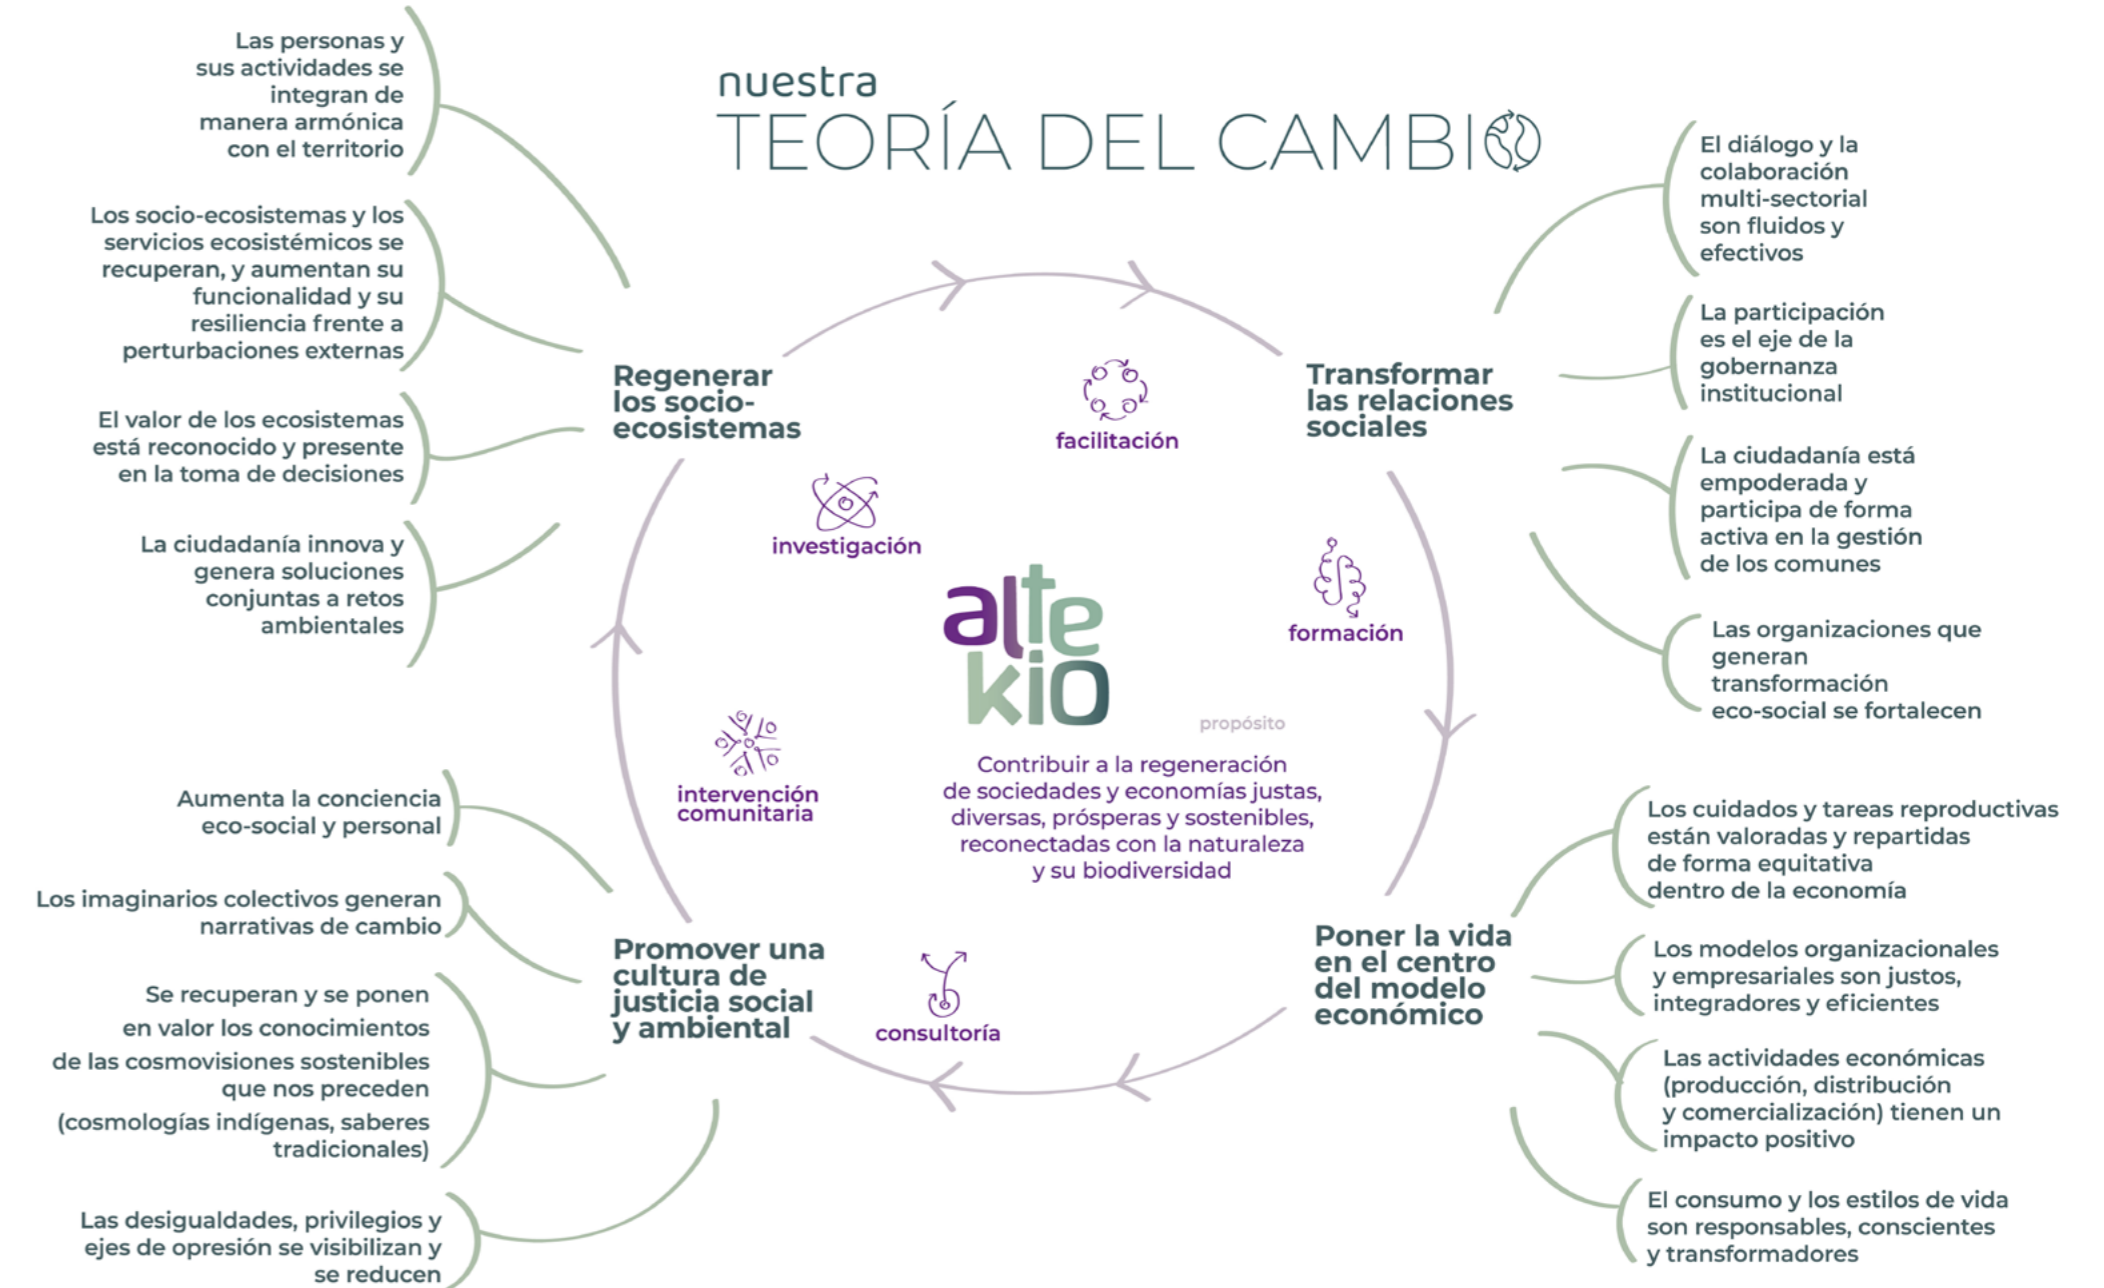 nuestra
TEORÍA DEL CAMBIO
Las personas y
sus actividades se
integran de
manera armónica
con el territorio
Los socio-ecosistemas y los
servicios ecosistémicos se
recuperan, y aumentan su
funcionalidad y su
resiliencia frente a
perturbaciones externas
El valor de los ecosistemas
está reconocido y presente
en la toma de decisiones
La ciudadanía innova y
genera soluciones
conjuntas a retos
ambientales
Regenerar
los socio-
ecosistemas
Transformar
las relaciones
sociales
El diálogo y la
colaboración
multi-sectorial
son fluidos y
efectivos
La participación
es el eje de la
gobernanza
institucional
La ciudadanía está
empoderada y
participa de forma
activa en la gestión
de los comunes
Las organizaciones que
generan
transformación
eco-social se fortalecen
facilitación
investigación
formación
alte
kio
propósito
Contribuir a la regeneración
de sociedades y economías justas,
diversas, prósperas y sostenibles,
reconectadas con la naturaleza
y su biodiversidad
intervención
comunitaria
consultoría
Aumenta la conciencia
eco-social y personal
Los imaginarios colectivos generan
narrativas de cambio
Se recuperan y se ponen
en valor los conocimientos
de las cosmovisiones sostenibles
que nos preceden
(cosmologías indígenas, saberes
tradicionales)
Las desigualdades, privilegios y
ejes de opresión se visibilizan y
se reducen
Promover una
cultura de
justicia social
y ambiental
Poner la vida
en el centro
del modelo
económico
Los cuidados y tareas reproductivas
están valoradas y repartidas
de forma equitativa
dentro de la economía
Los modelos organizacionales
y empresariales son justos,
integradores y eficientes
Las actividades económicas
(producción, distribución
y comercialización) tienen un
impacto positivo
El consumo y los estilos de vida
son responsables, conscientes
y transformadores